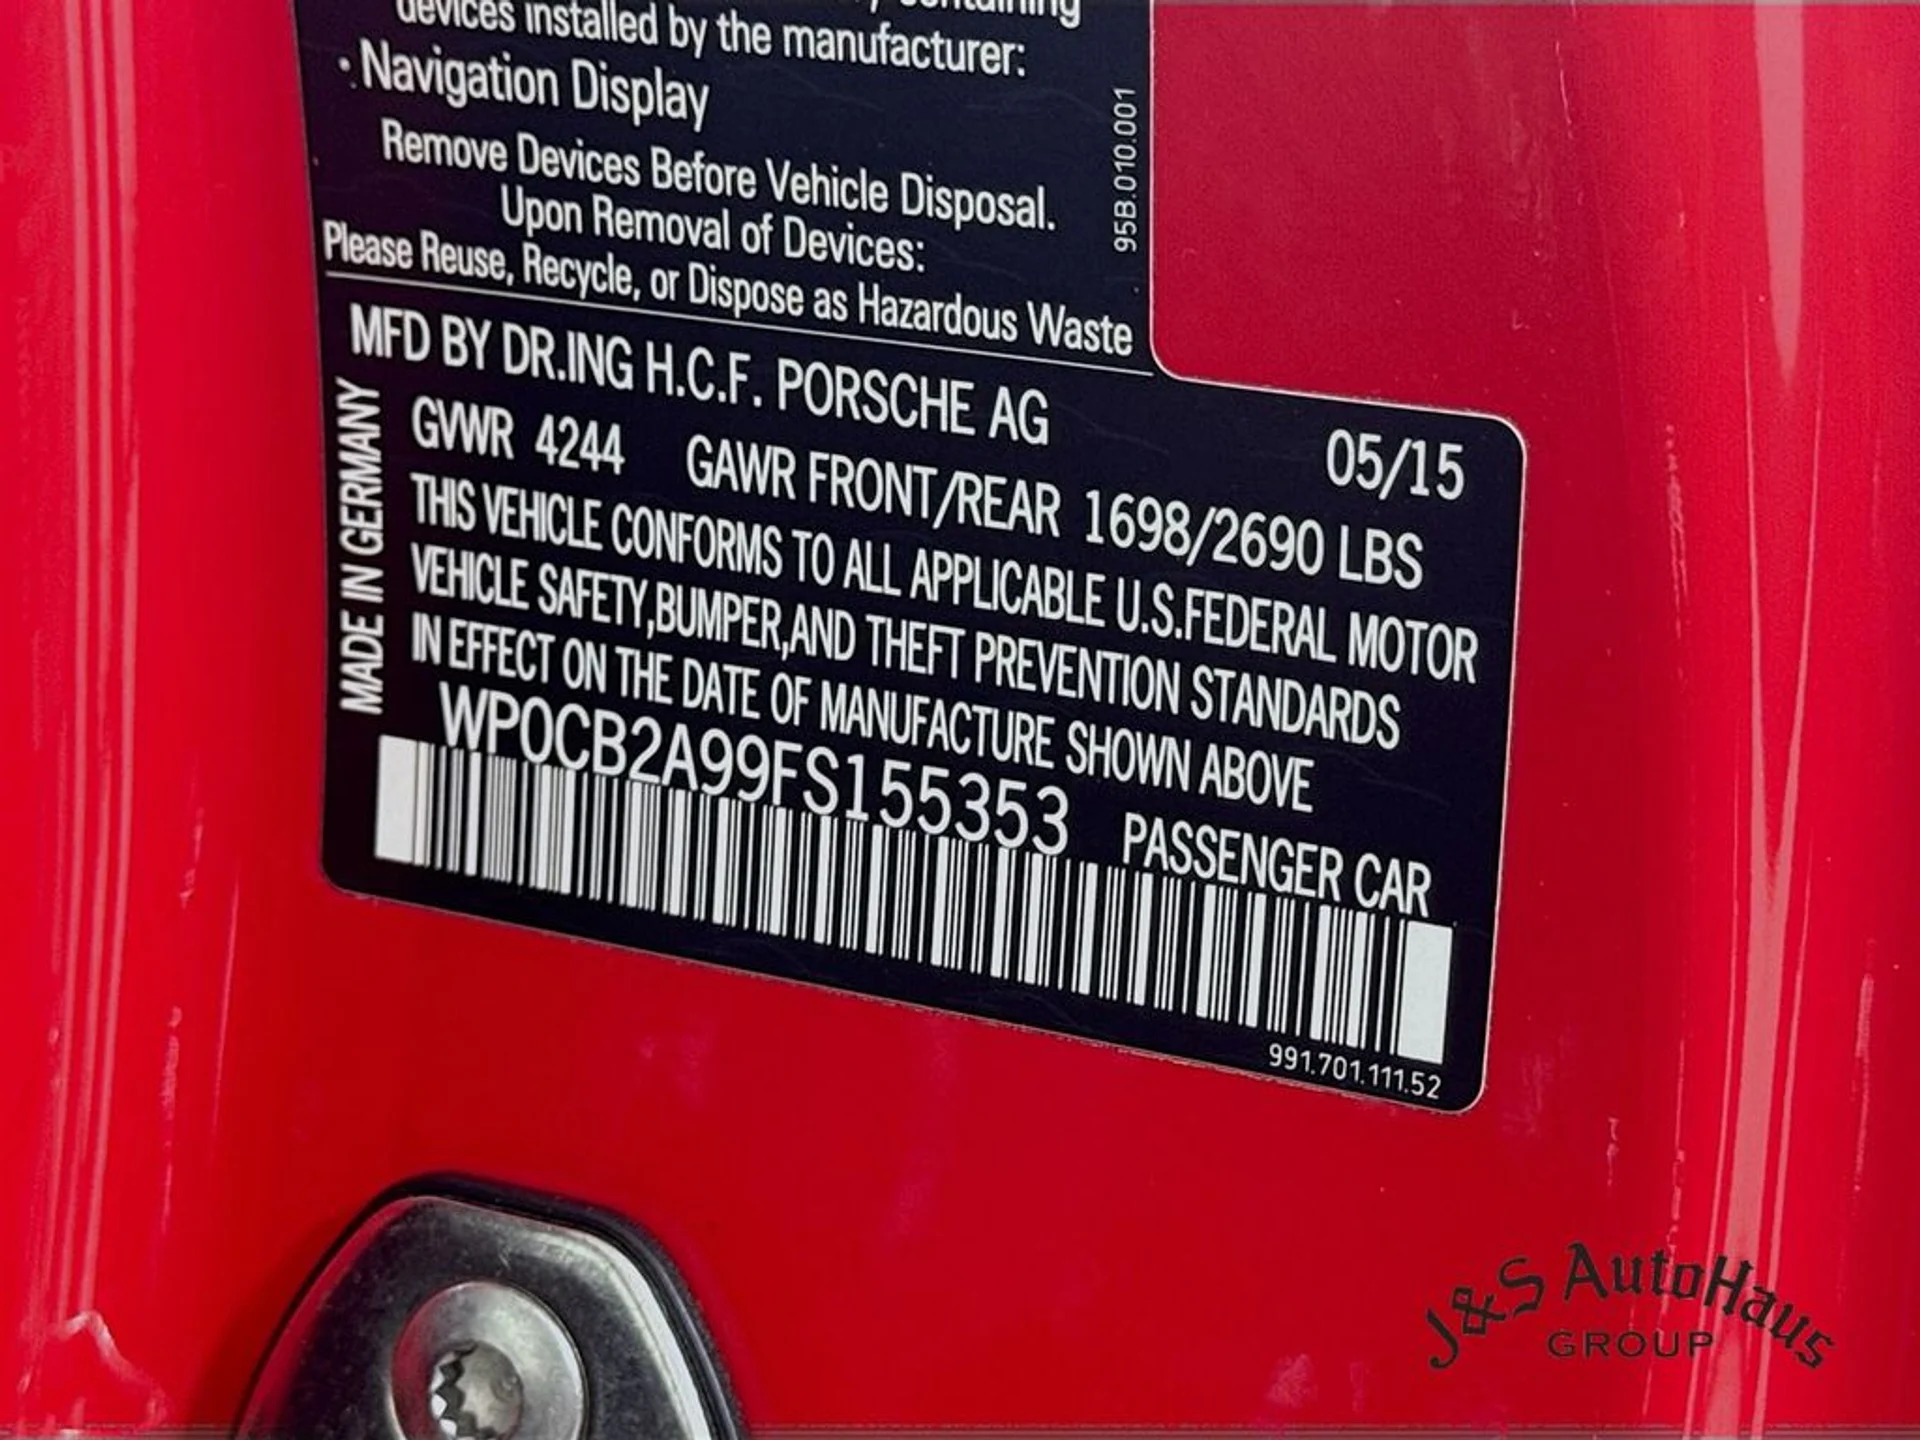 containing
devices installed by the manufacturer:
• Navigation Display
Remove Devices Before Vehicle Disposal.
Upon Removal of Devices:
Please Reuse, Recycle, or Dispose as Hazardous Waste
95B.010.001
MFD BY DR.ING H.C.F. PORSCHE AG 05/15
GVWR 4244 GAWR FRONT/REAR 1698/2690 LBS
THIS VEHICLE CONFORMS TO ALL APPLICABLE U.S.FEDERAL MOTOR
VEHICLE SAFETY,BUMPER,AND THEFT PREVENTION STANDARDS
IN EFFECT ON THE DATE OF MANUFACTURE SHOWN ABOVE
WP0CB2A99FS155353 PASSENGER CAR
MADE IN GERMANY
991.701.111.52
J&S AutoHaus
GROUP